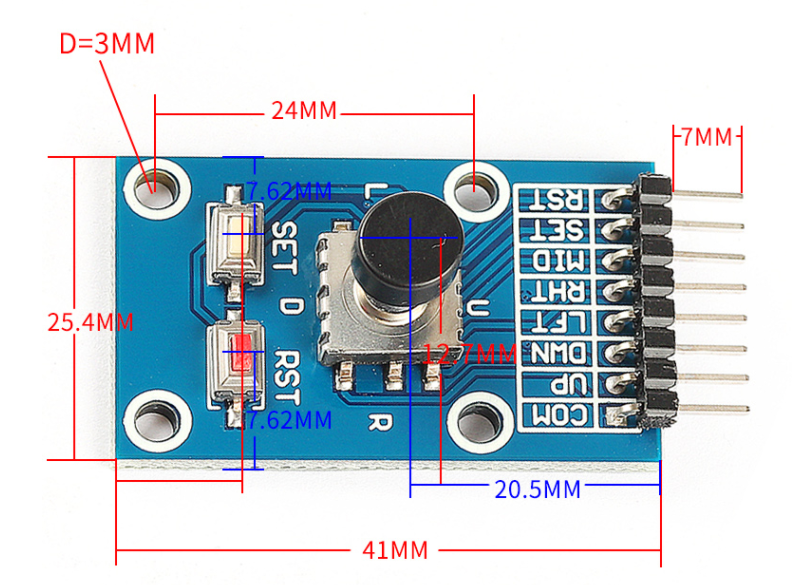 D=3MM
24MM
7MM
7.62MM
L
RST
SET
SET
MID
D
RHT
U
25.4MM
LFT
12.7MM
DWN
RST
UP
7.62MM
R
COM
20.5MM
41MM